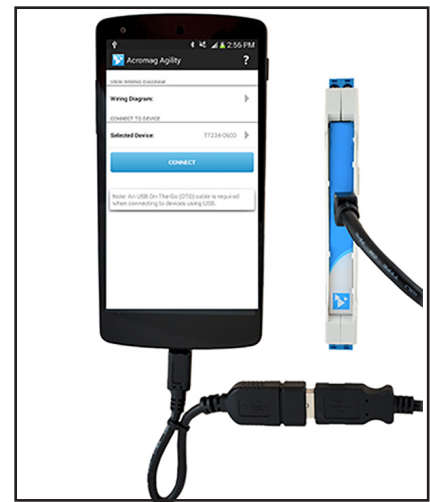 2:56 PM
Acromag Agility
?
VIEW WIRING DIAGRAM
Wiring Diagram:
CONNECT TO DEVICE
Selected Device: TT234-0603
CONNECT
Note: An USB On-The-Go (OTG) cable is required
when connecting to devices using USB.